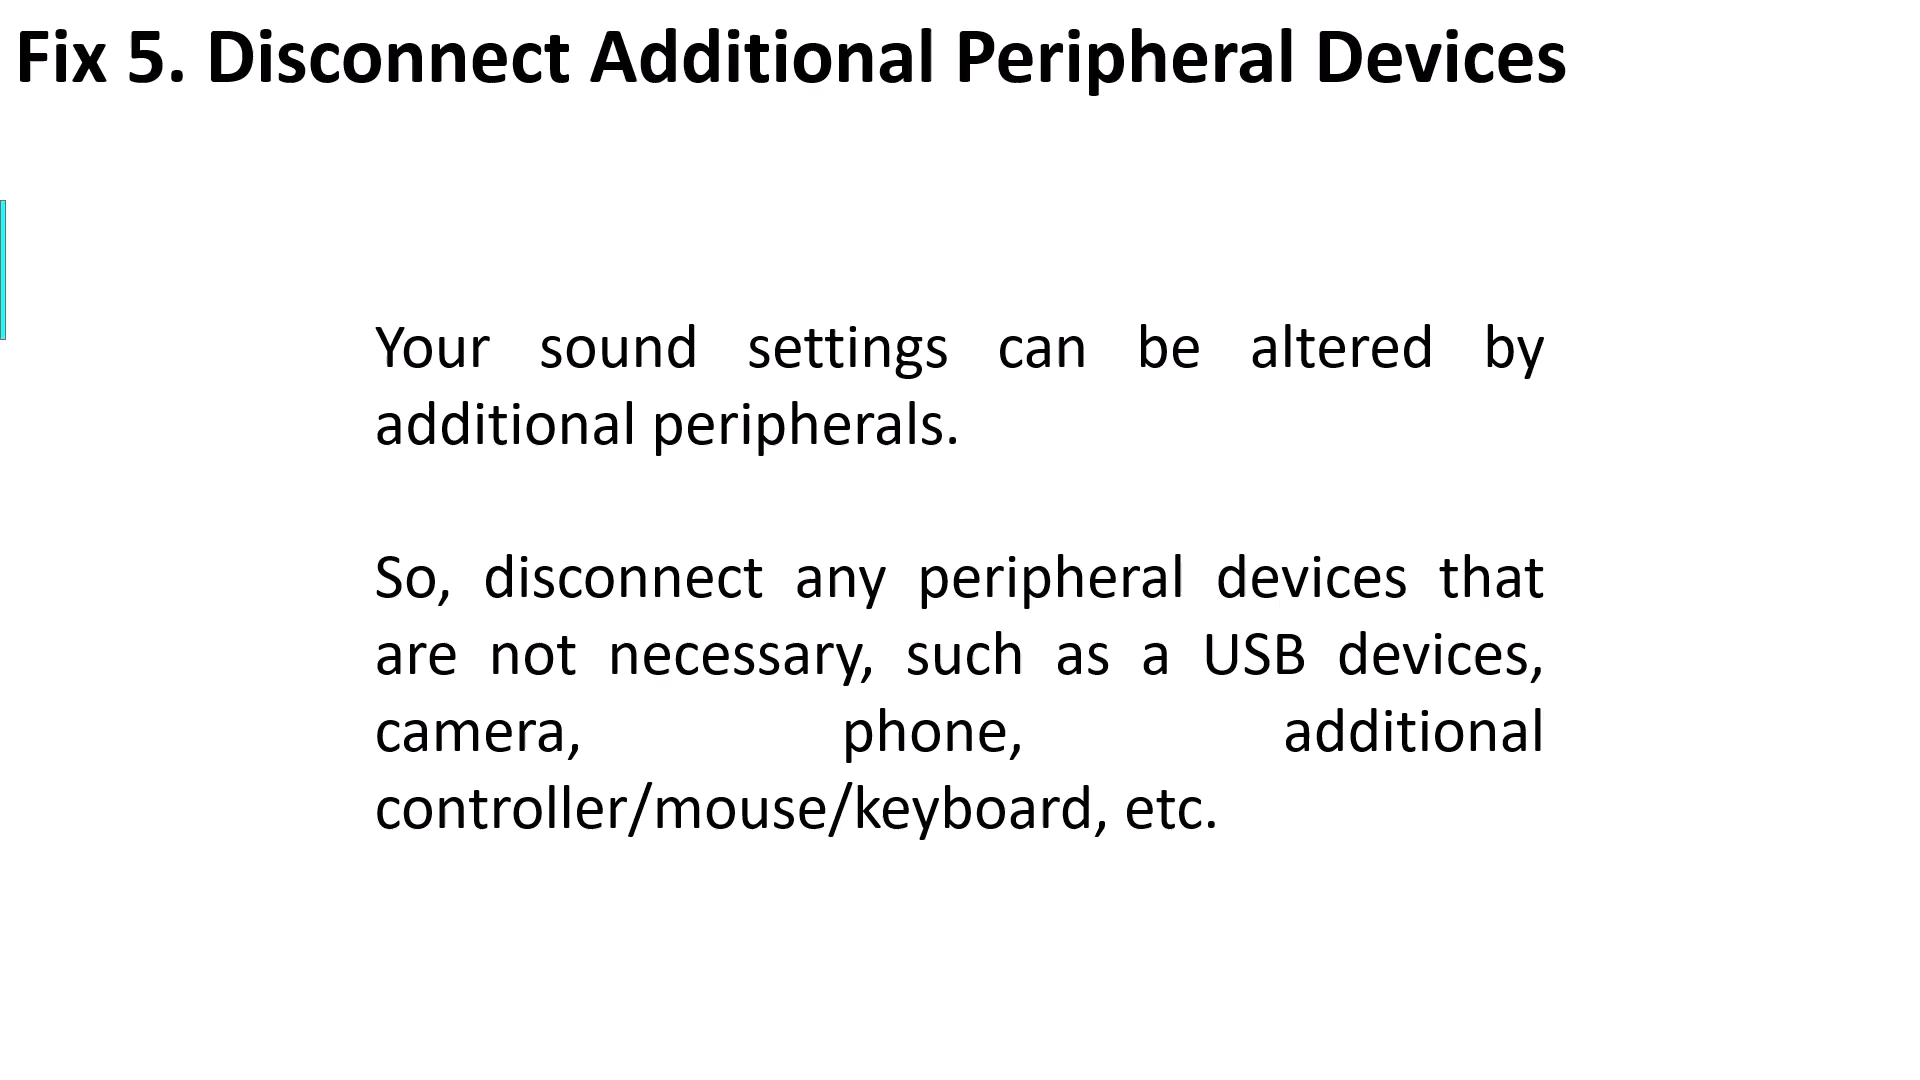 Fix 5. Disconnect Additional Peripheral Devices
Your sound settings can be altered by
additional peripherals.
So, disconnect any peripheral devices that
are not necessary, such as a USB devices,
camera, phone, additional
controller/mouse/keyboard, etc.